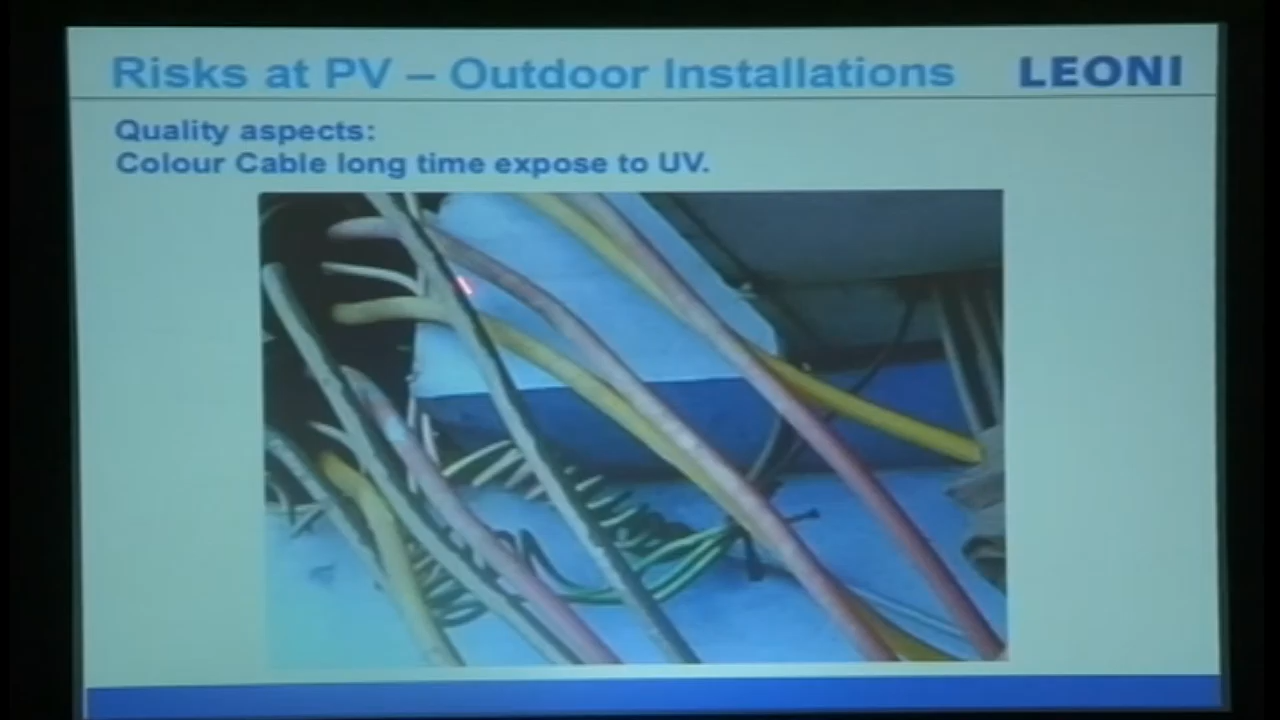 Risks at PV – Outdoor Installations
LEONI
Quality aspects:
Colour Cable long time expose to UV.